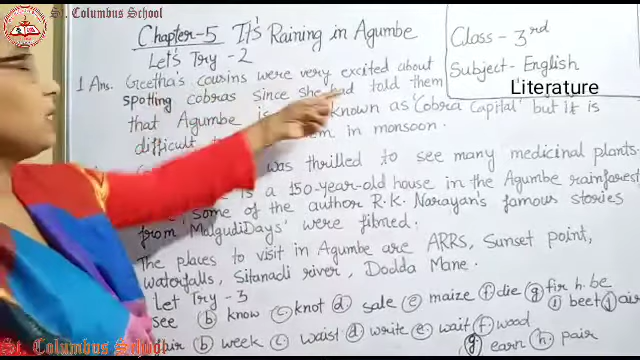 St. Columbus School
Chapter-5 It's Raining in Agumbe
Class - 3rd
Subject - English
Literature
Let's Try - 2
1 Ans. Geetha's cousins were very excited about
spotting cobras since she had told them
that Agumbe is known as 'Cobra Capital' but it is
difficult them in monsoon.
was thrilled to see many medicinal plants.
is a 150-year-old house in the Agumbe rainforest
Some of the author R.K. Narayan's famous stories
from 'Malgudi Days' were filmed.
The places to visit in Agumbe are ARRs, Sunset point,
waterfalls, Sitanadi river, Dodda Mane.
Let Try - 3
see (b) know (c) knot (d) sale (e) maize (f) die (g) fir h. be
(i) beet (j) air
(b) week (c) waist (d) write (e) wait (f) wood
(g) earn (h) pair
St. Columbus School